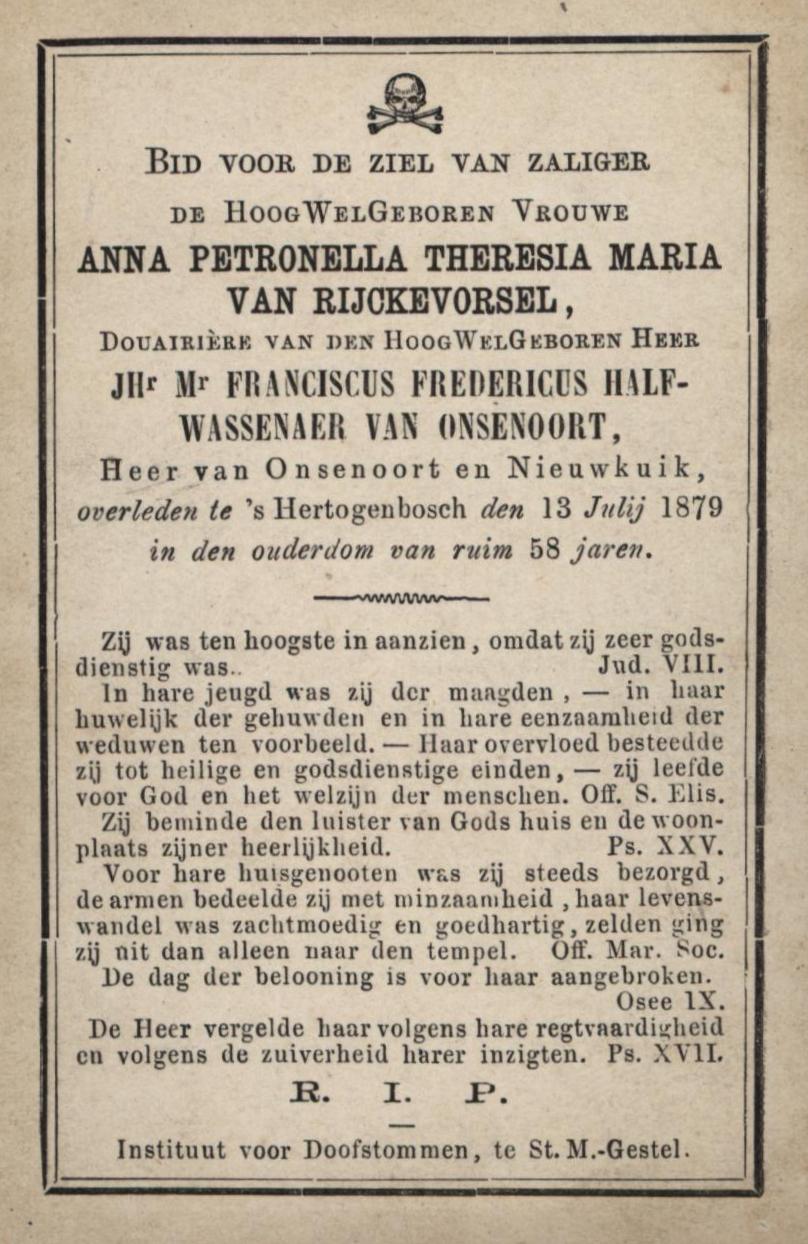 BID VOOR DE ZIEL VAN ZALIGER
DE HOOGWELGEBOREN VROUWE
ANNA PETRONELLA THERESIA MARIA
VAN RIJCKEVORSEL,
DOUAIRIÈRE VAN DEN HOOGWELGEBOREN HEER
JHr Mr FRANCISCUS FREDERICUS HALF-
WASSENAER VAN ONSENOORT,
Heer van Onsenoort en Nieuwkuik,
overleden te 's Hertogenbosch den 13 Julij 1879
in den ouderdom van ruim 58 jaren.
Zij was ten hoogste in aanzien, omdat zij zeer gods-
dienstig was.. Jud. VIII.
In hare jeugd was zij der maagden, — in haar
huwelijk der gehuwden en in hare eenzaamheid der
weduwen ten voorbeeld. — Haar overvloed besteedde
zij tot heilige en godsdienstige einden, — zij leefde
voor God en het welzijn der menschen. Off. S. Elis.
Zij beminde den luister van Gods huis en de woon-
plaats zijner heerlijkheid. Ps. XXV.
Voor hare huisgenooten was zij steeds bezorgd,
de armen bedeelde zij met minzaamheid, haar levens-
wandel was zachtmoedig en goedhartig, zelden ging
zij uit dan alleen naar den tempel. Off. Mar. Soc.
De dag der belooning is voor haar aangebroken.
Osee IX.
De Heer vergelde haar volgens hare regtvaardigheid
en volgens de zuiverheid harer inzigten. Ps. XVII.
R. I. P.
Instituut voor Doofstommen, te St. M.-Gestel.